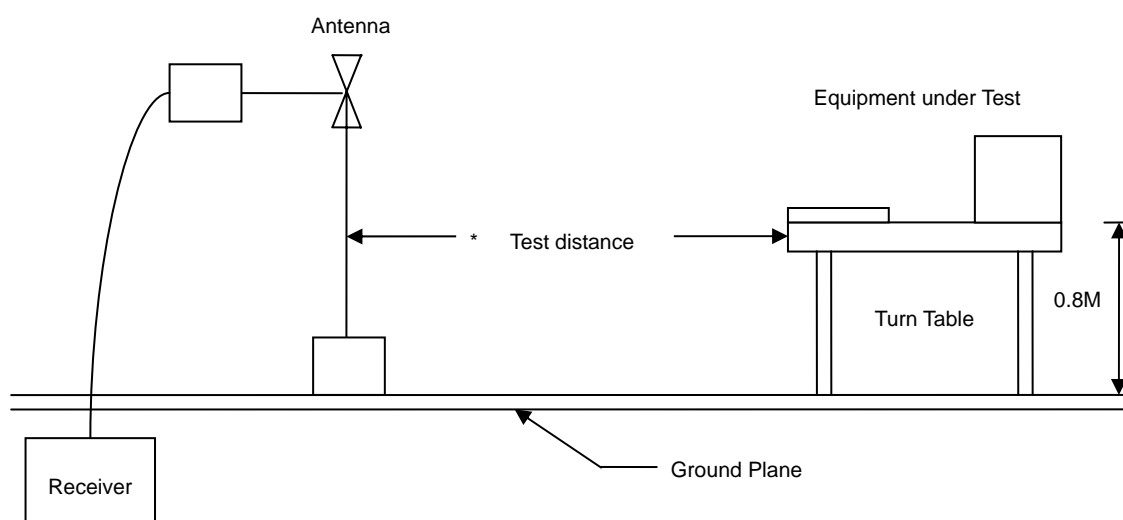 Antenna
Equipment under Test
* Test distance
0.8M
Turn Table
Ground Plane
Receiver